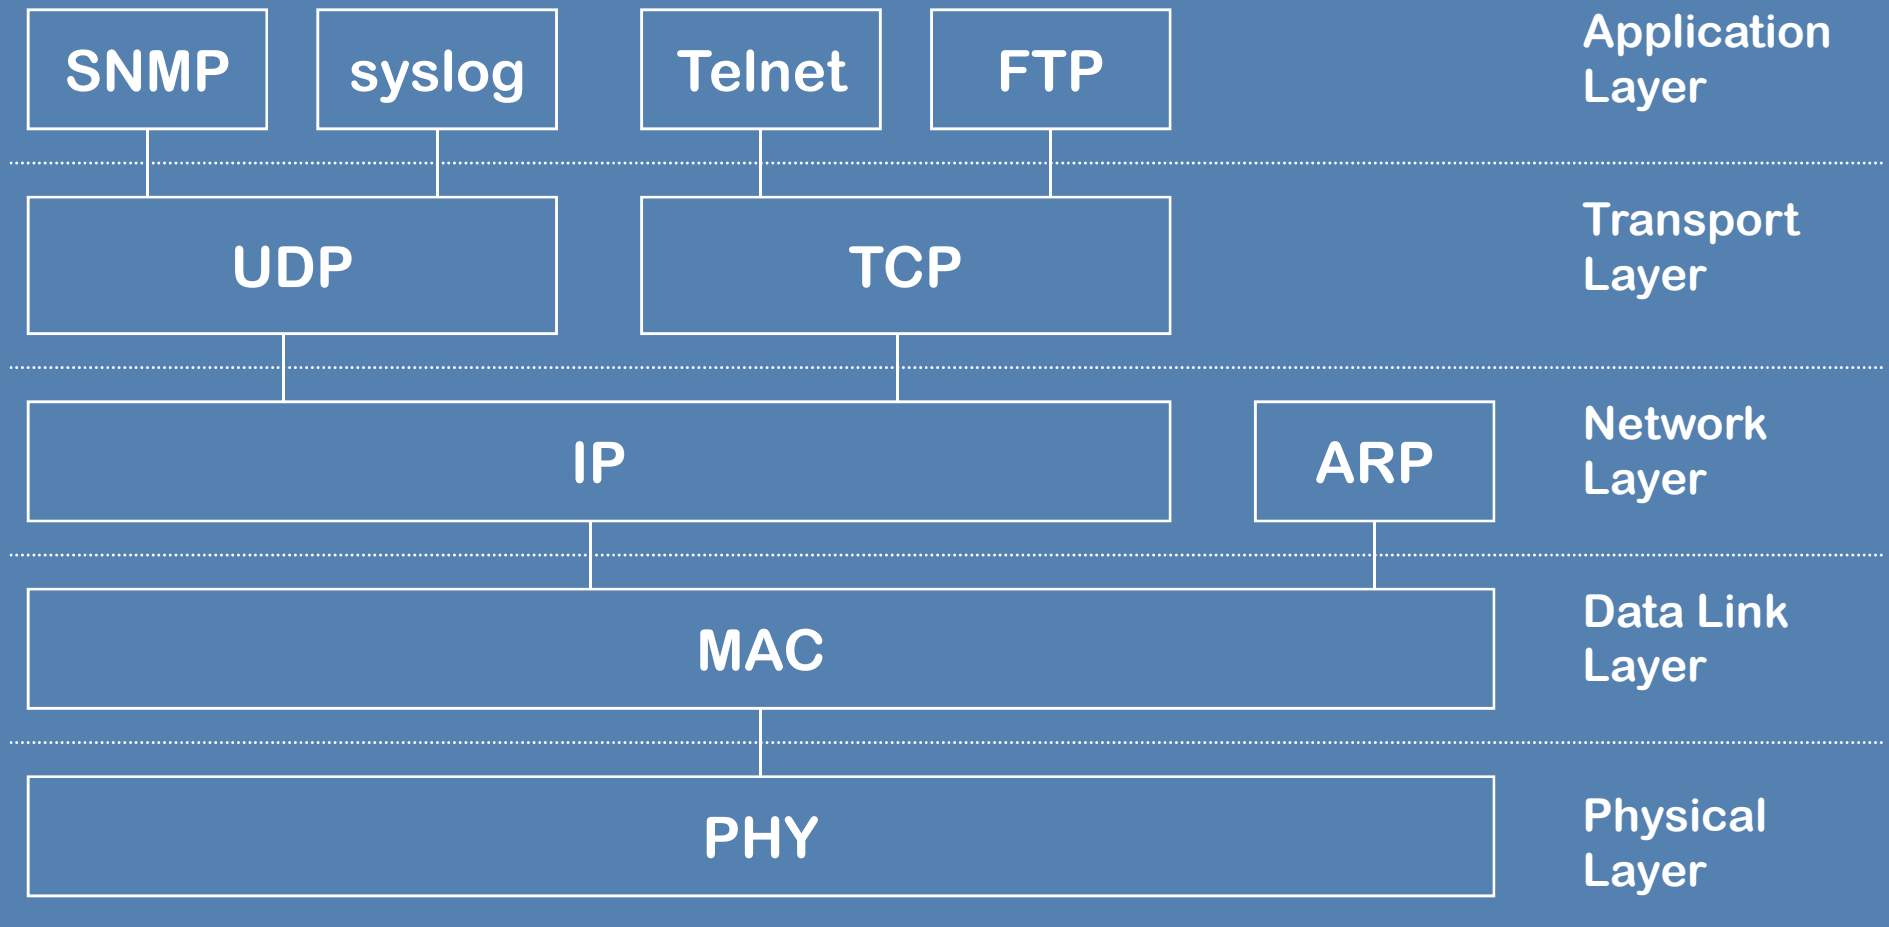 SNMP
syslog
Telnet
FTP
Application
Layer
UDP
TCP
Transport
Layer
IP
ARP
Network
Layer
MAC
Data Link
Layer
PHY
Physical
Layer